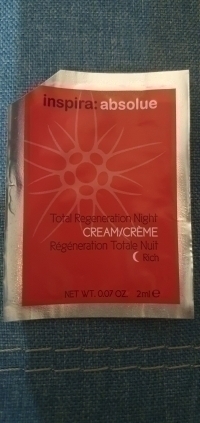 inspira: absolue
Total Regeneration Night
CREAM/CRÈME
Régénération Totale Nuit
Rich
NET WT. 0.07 OZ. 2ml ℮